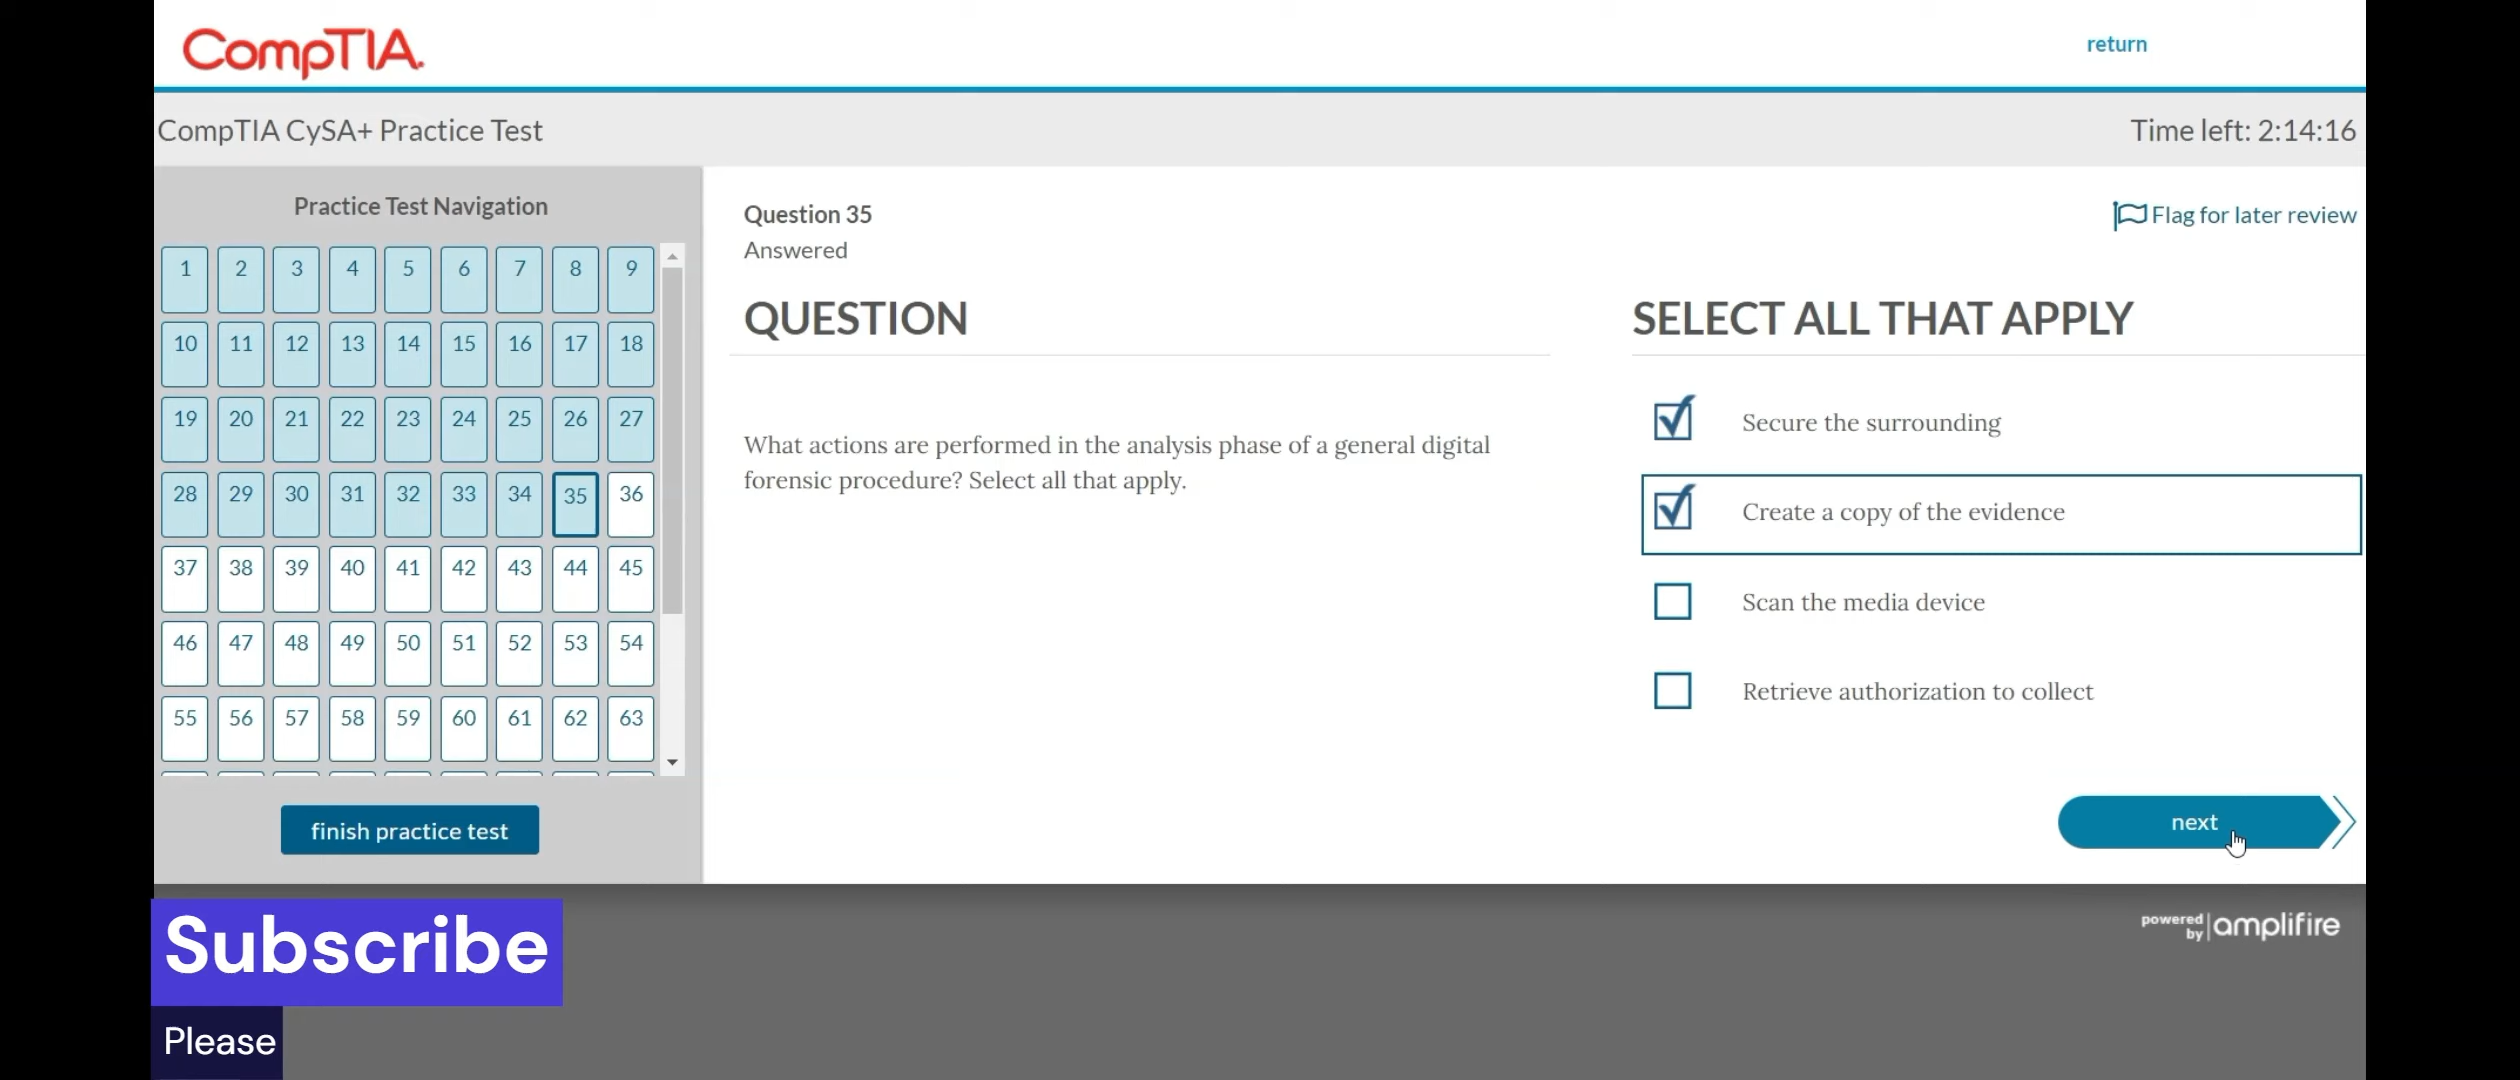 CompTIA.
return
CompTIA CySA+ Practice Test
Time left: 2:14:16
Practice Test Navigation
1 2 3 4 5 6 7 8 9
10 11 12 13 14 15 16 17 18
19 20 21 22 23 24 25 26 27
28 29 30 31 32 33 34 35 36
37 38 39 40 41 42 43 44 45
46 47 48 49 50 51 52 53 54
55 56 57 58 59 60 61 62 63
finish practice test
Question 35
Answered
Flag for later review
QUESTION
What actions are performed in the analysis phase of a general digital
forensic procedure? Select all that apply.
SELECT ALL THAT APPLY
Secure the surrounding
Create a copy of the evidence
Scan the media device
Retrieve authorization to collect
next
powered
by
amplifire
Subscribe
Please